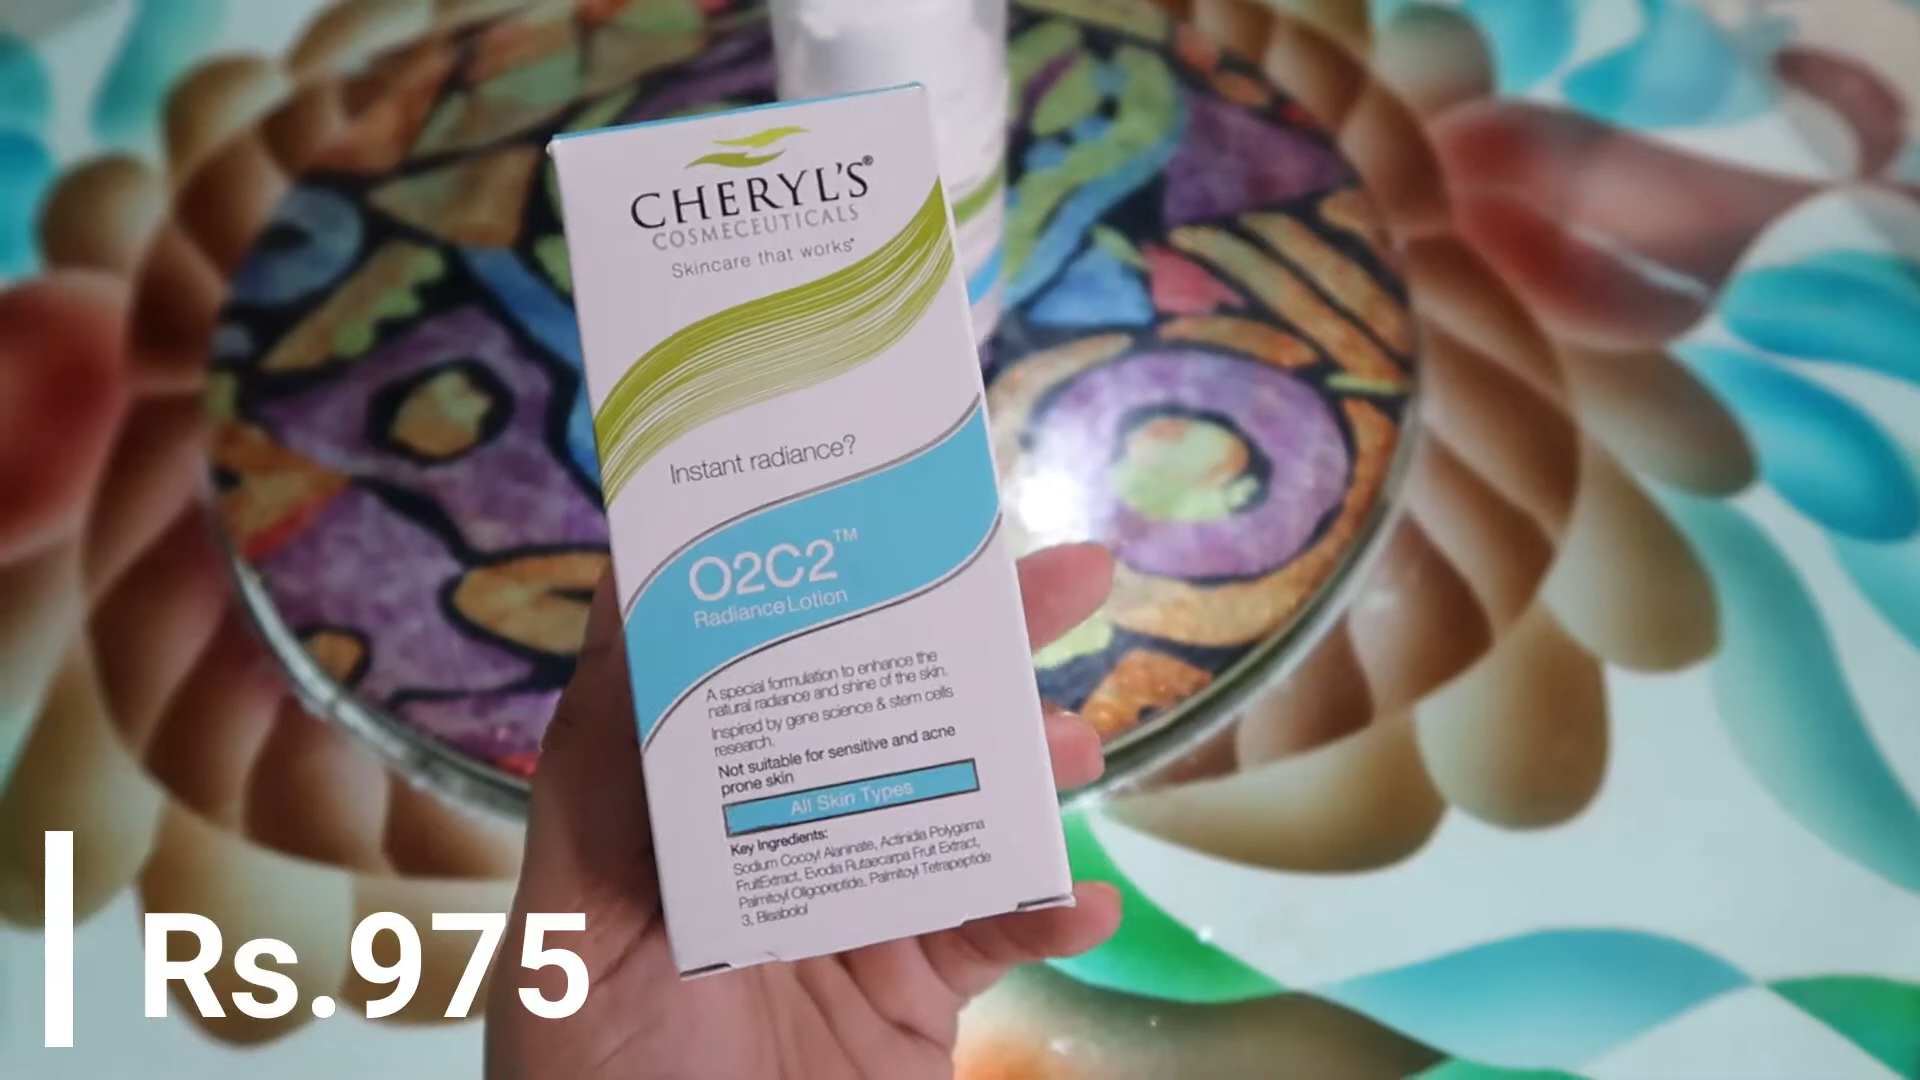 CHERYL'S®
COSMECEUTICALS
Skincare that works*
Instant radiance?
O2C2™
Radiance Lotion
A special formulation to enhance the
natural radiance and shine of the skin.
Inspired by gene science & stem cells
research.
Not suitable for sensitive and acne
prone skin
All Skin Types
Key Ingredients:
Sodium Cocoyl Alaninate, Actinidia Polygama
FruitExtract, Evodia Rutaecarpa Fruit Extract,
Palmitoyl Oligopeptide, Palmitoyl Tetrapeptide
3, Bisabolol
Rs.975